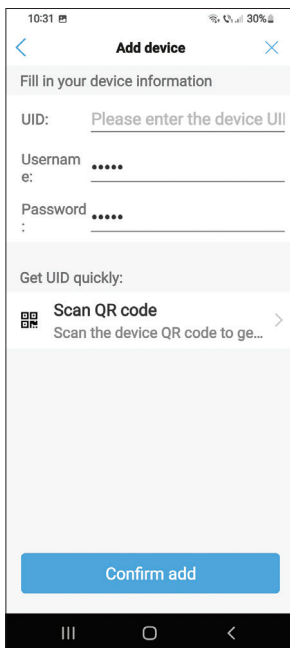 10:31 30%
Add device
Fill in your device information
UID: Please enter the device UI
Usernam
e: •••••
Password
: •••••
Get UID quickly:
Scan QR code
Scan the device QR code to ge...
Confirm add